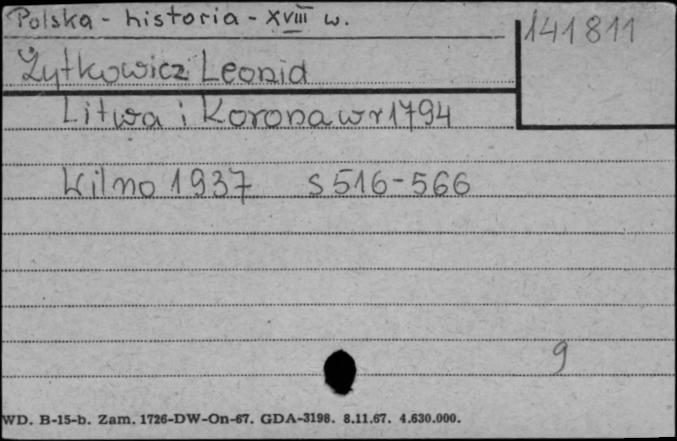 Polska - historia - XVIII w.
141811
Żytkowicz Leonid
Litwa i Korona w r 1794
Wilno 1937 s 516-566
9
WD. B-15-b. Zam. 1726-DW-On-67. GDA-3198. 8.11.67. 4.630.000.